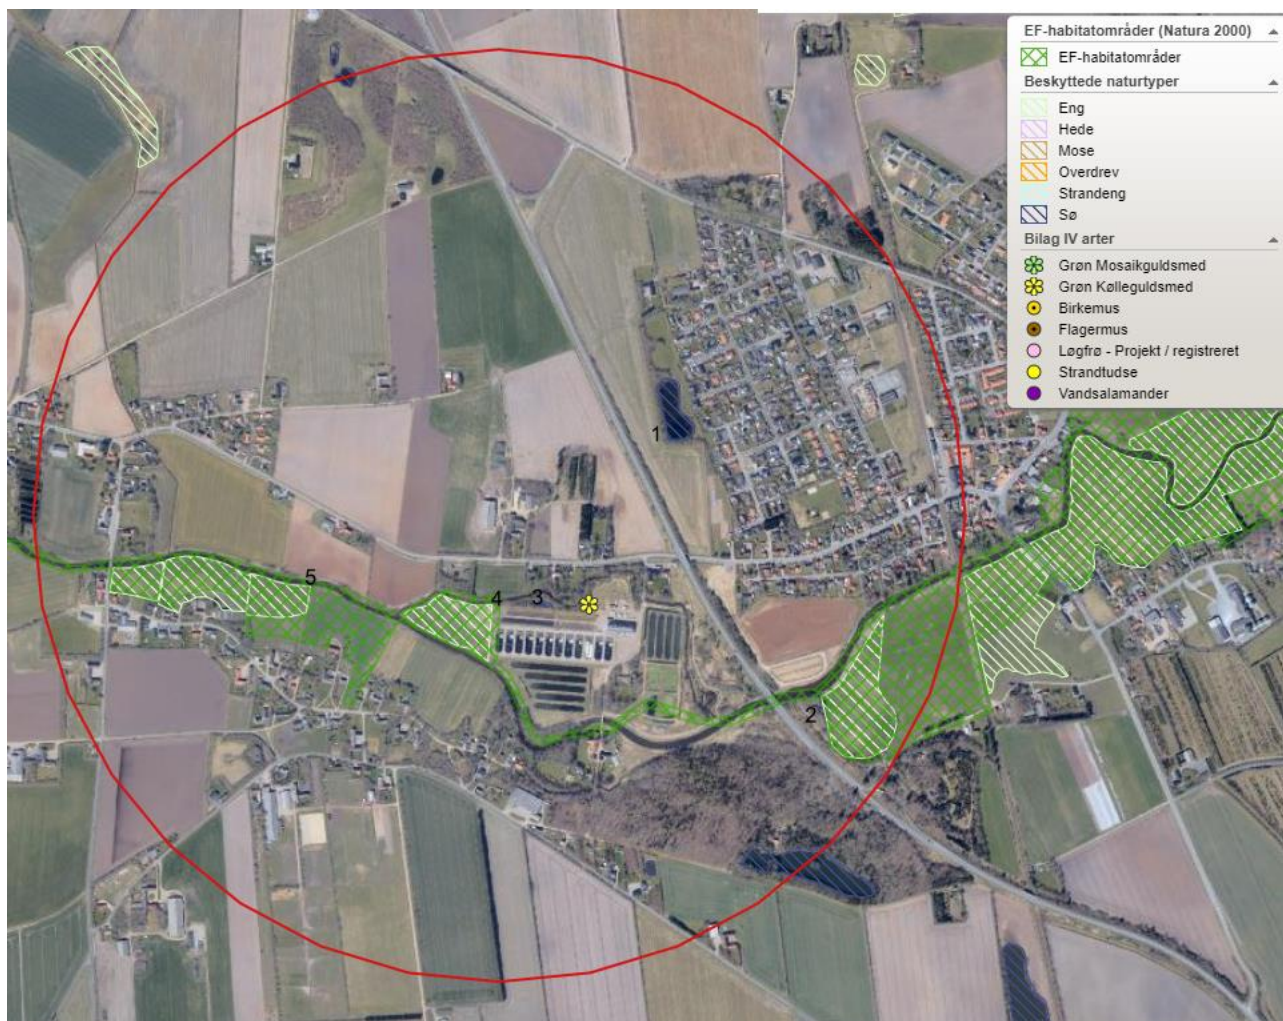 EF-habitatområder (Natura 2000)
EF-habitatområder
Beskyttede naturtyper
Eng
Hede
Mose
Overdrev
Strandeng
Sø
Bilag IV arter
Grøn Mosaikguldsmed
Grøn Kølleguldsmed
Birkemus
Flagermus
Løgfrø - Projekt / registreret
Strandtudse
Vandsalamander
1
5
4
3
2